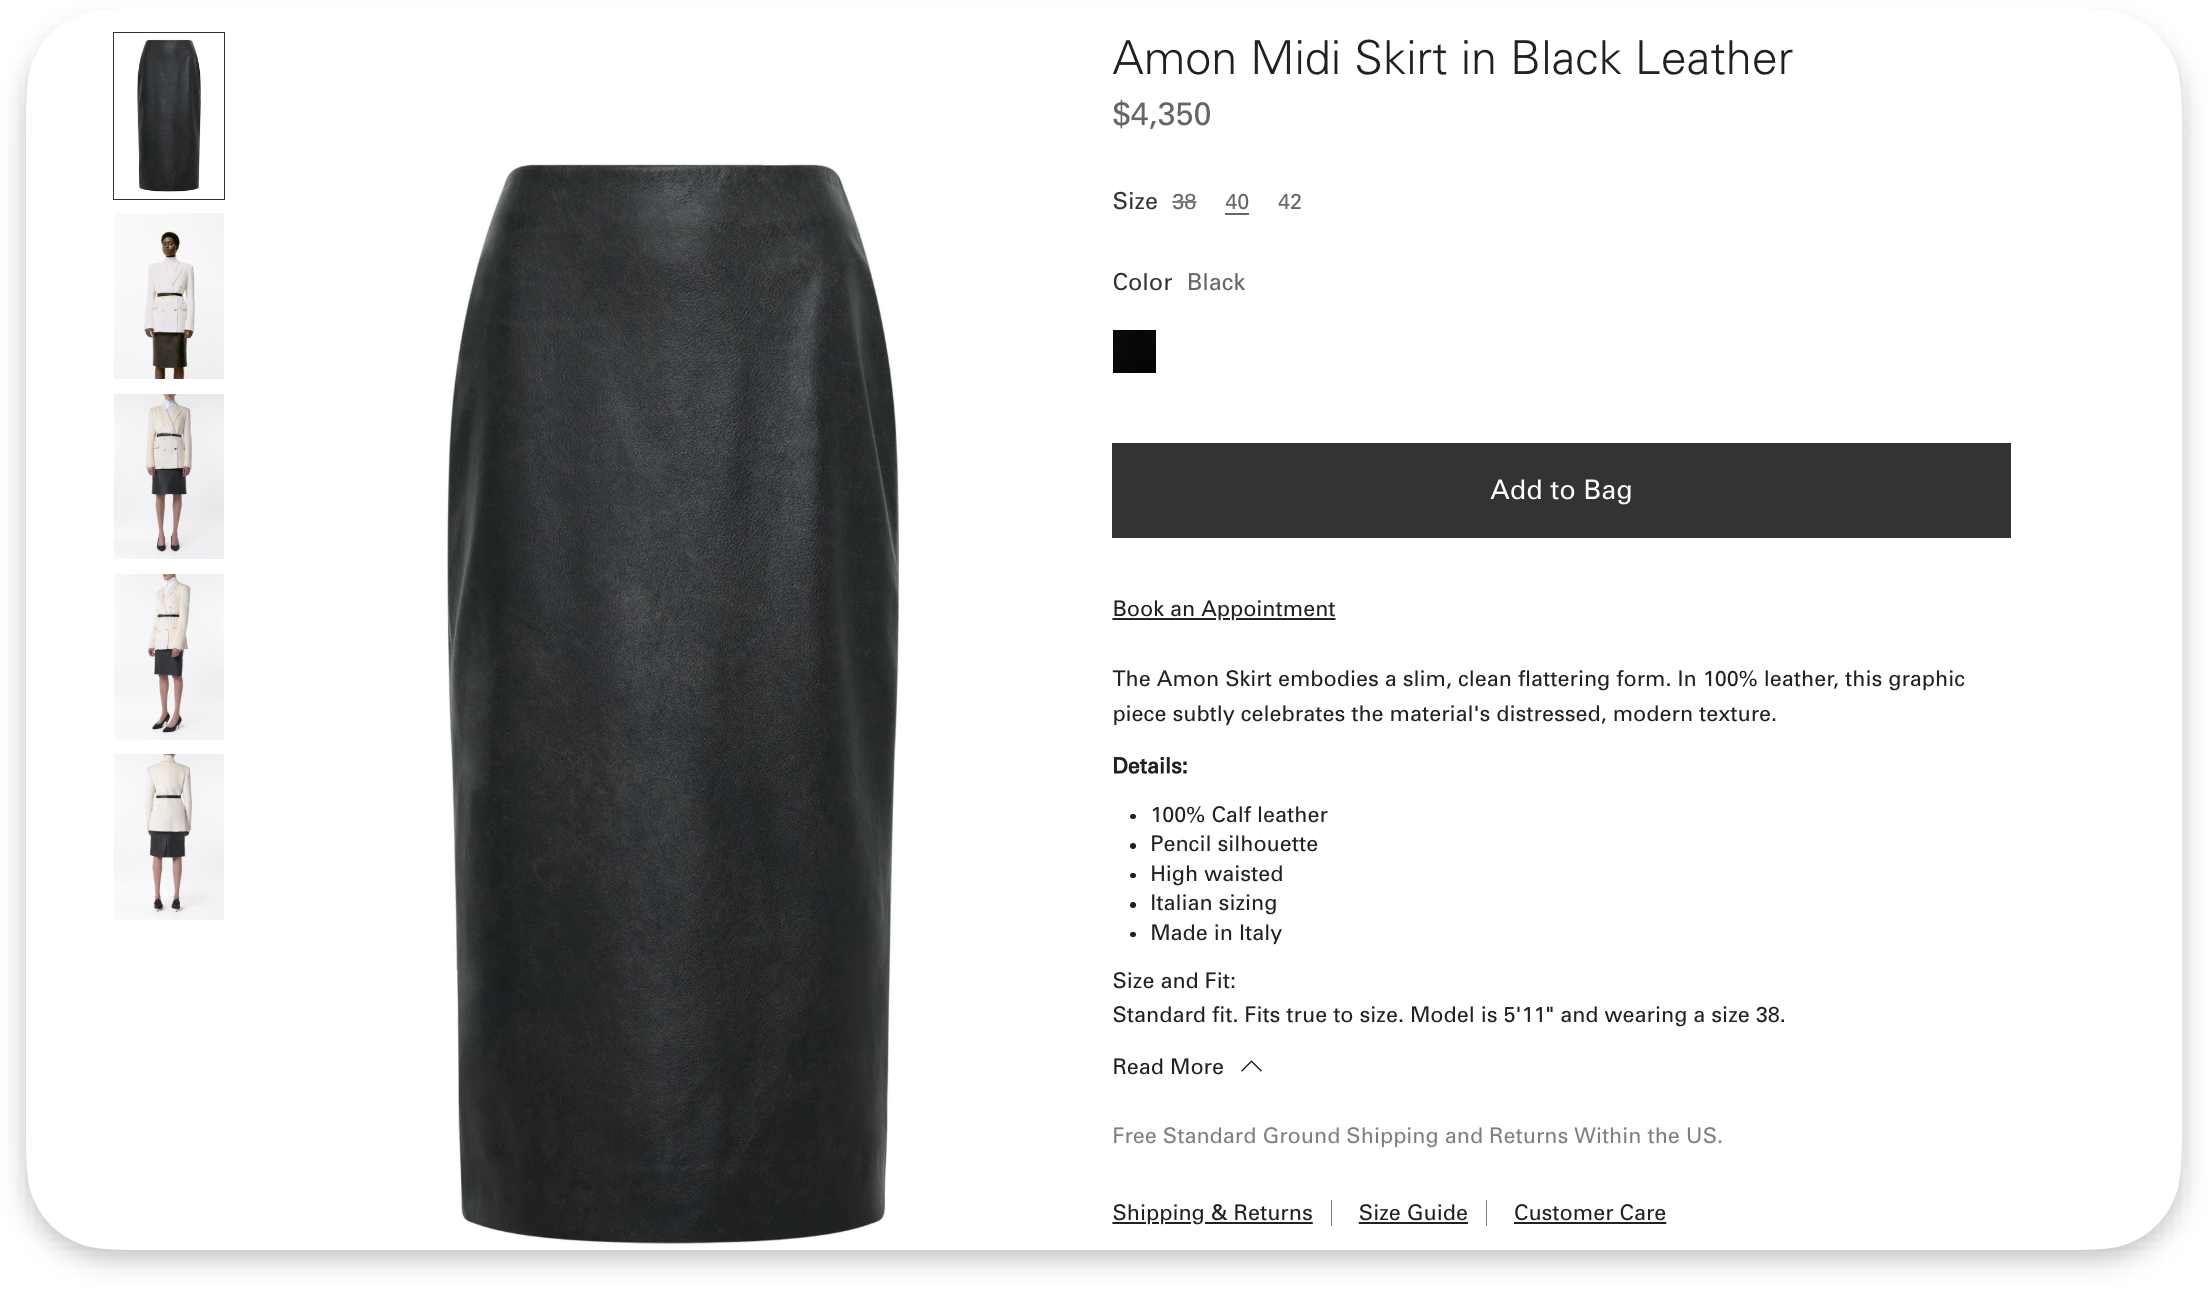 Amon Midi Skirt in Black Leather
$4,350
Size 38 40 42
Color Black
Add to Bag
Book an Appointment
The Amon Skirt embodies a slim, clean flattering form. In 100% leather, this graphic
piece subtly celebrates the material's distressed, modern texture.
Details:
• 100% Calf leather
• Pencil silhouette
• High waisted
• Italian sizing
• Made in Italy
Size and Fit:
Standard fit. Fits true to size. Model is 5'11" and wearing a size 38.
Read More
Free Standard Ground Shipping and Returns Within the US.
Shipping & Returns | Size Guide | Customer Care